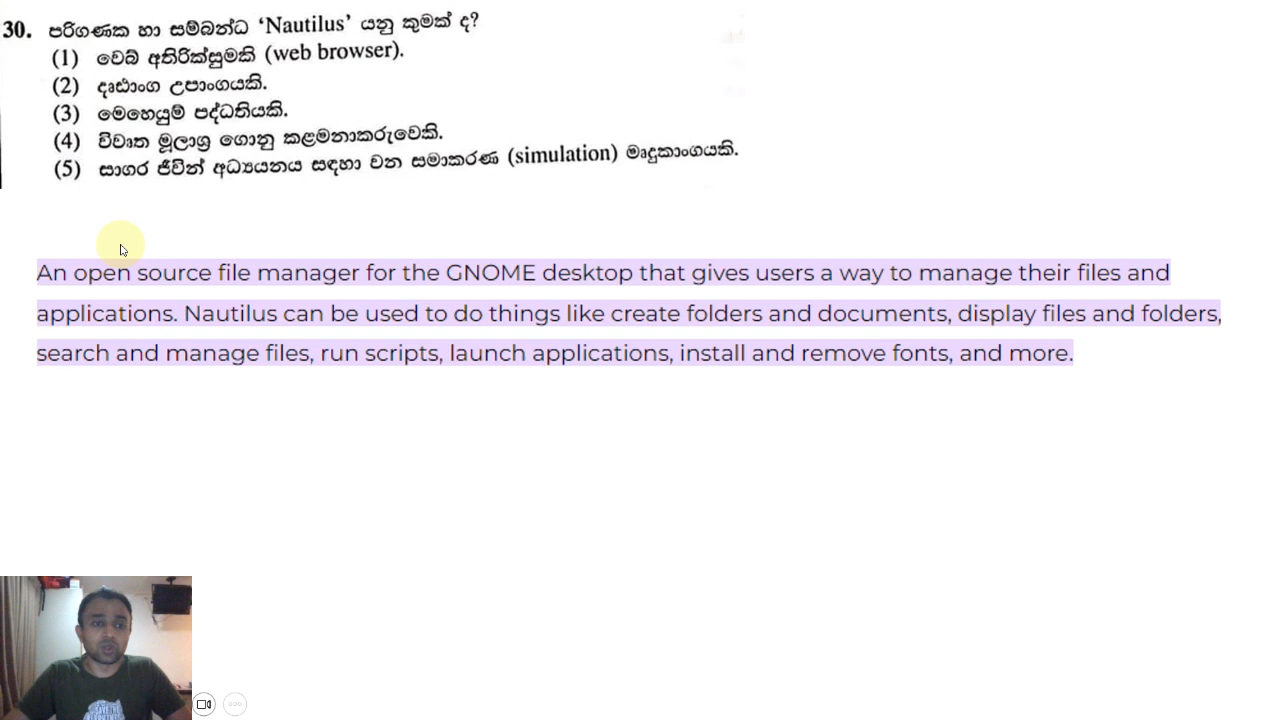 30. පරිගණක හා සම්බන්ධ ‘Nautilus’ යනු කුමක් ද?
(1) වෙබ් අතිරික්සුමකි (web browser).
(2) දෘඪාංග උපාංගයකි.
(3) මෙහෙයුම් පද්ධතියකි.
(4) විවෘත මූලාශ්‍ර ගොනු කළමනාකරුවෙකි.
(5) සාගර ජීවීන් අධ්‍යයනය සඳහා වන සමාකරණ (simulation) මෘදුකාංගයකි.
An open source file manager for the GNOME desktop that gives users a way to manage their files and
applications. Nautilus can be used to do things like create folders and documents, display files and folders,
search and manage files, run scripts, launch applications, install and remove fonts, and more.